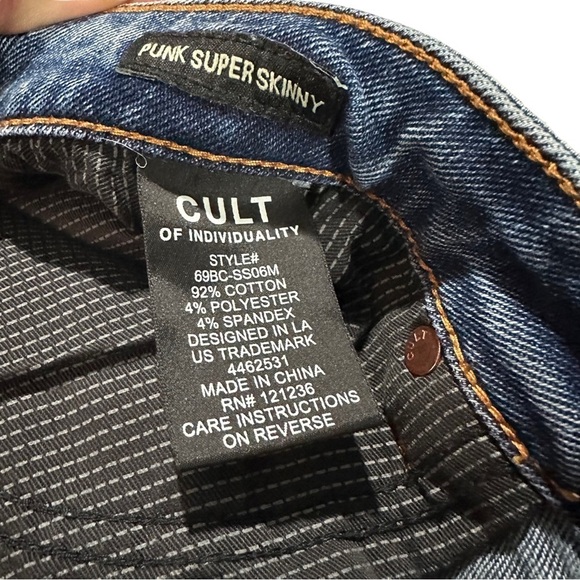 PUNK SUPER SKINNY
CULT
OF INDIVIDUALITY
STYLE#
69BC-SS06M
92% COTTON
4% POLYESTER
4% SPANDEX
DESIGNED IN LA
US TRADEMARK
4462531
MADE IN CHINA
RN# 121236
CARE INSTRUCTIONS
ON REVERSE
CULT